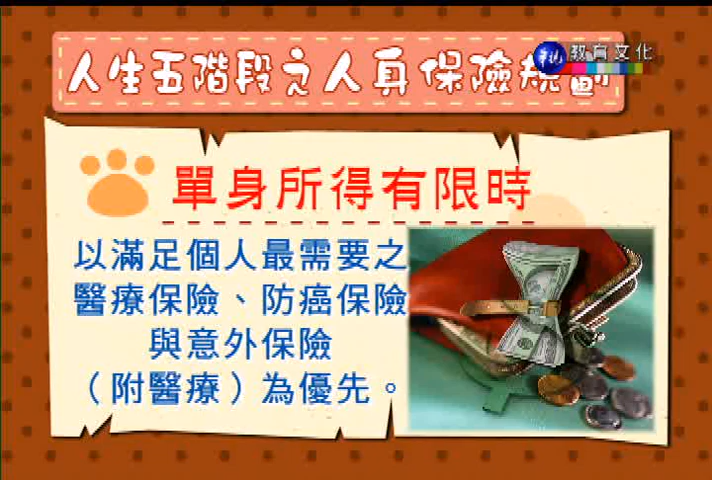 人生五階段之人身保險規劃
華視 教育文化
單身所得有限時
以滿足個人最需要之
醫療保險、防癌保險
與意外保險
（附醫療）為優先。